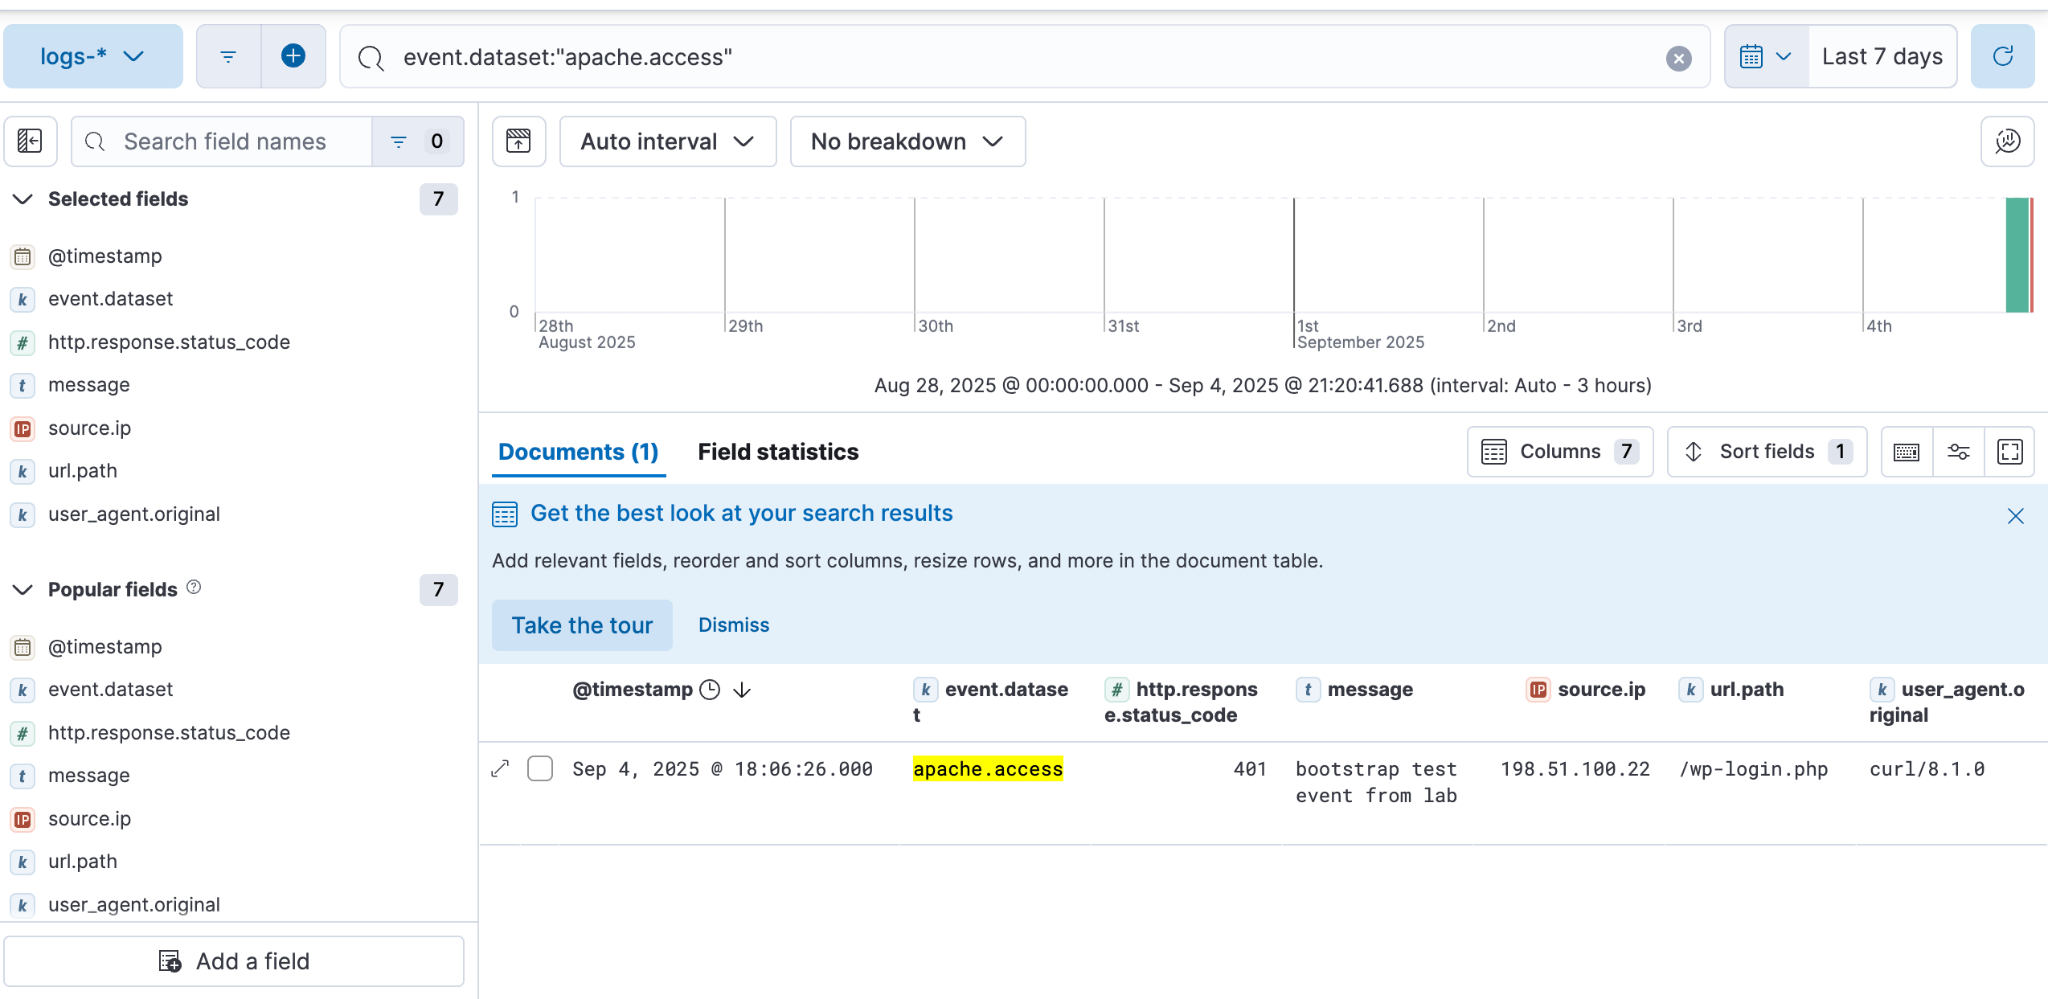 logs-*
event.dataset:"apache.access"
Last 7 days
Search field names
0
Auto interval
No breakdown
Selected fields
7
@timestamp
event.dataset
http.response.status_code
message
source.ip
url.path
user_agent.original
Popular fields
7
@timestamp
event.dataset
http.response.status_code
message
source.ip
url.path
user_agent.original
Add a field
1
0
28th
August 2025
29th
30th
31st
1st
September 2025
2nd
3rd
4th
Aug 28, 2025 @ 00:00:00.000 - Sep 4, 2025 @ 21:20:41.688 (interval: Auto - 3 hours)
Documents (1)
Field statistics
Columns 7
Sort fields 1
Get the best look at your search results
Add relevant fields, reorder and sort columns, resize rows, and more in the document table.
Take the tour
Dismiss
@timestamp
k event.datase
t
# http.respons
e.status_code
t message
IP source.ip
k url.path
k user_agent.o
riginal
Sep 4, 2025 @ 18:06:26.000
apache.access
401
bootstrap test
event from lab
198.51.100.22
/wp-login.php
curl/8.1.0